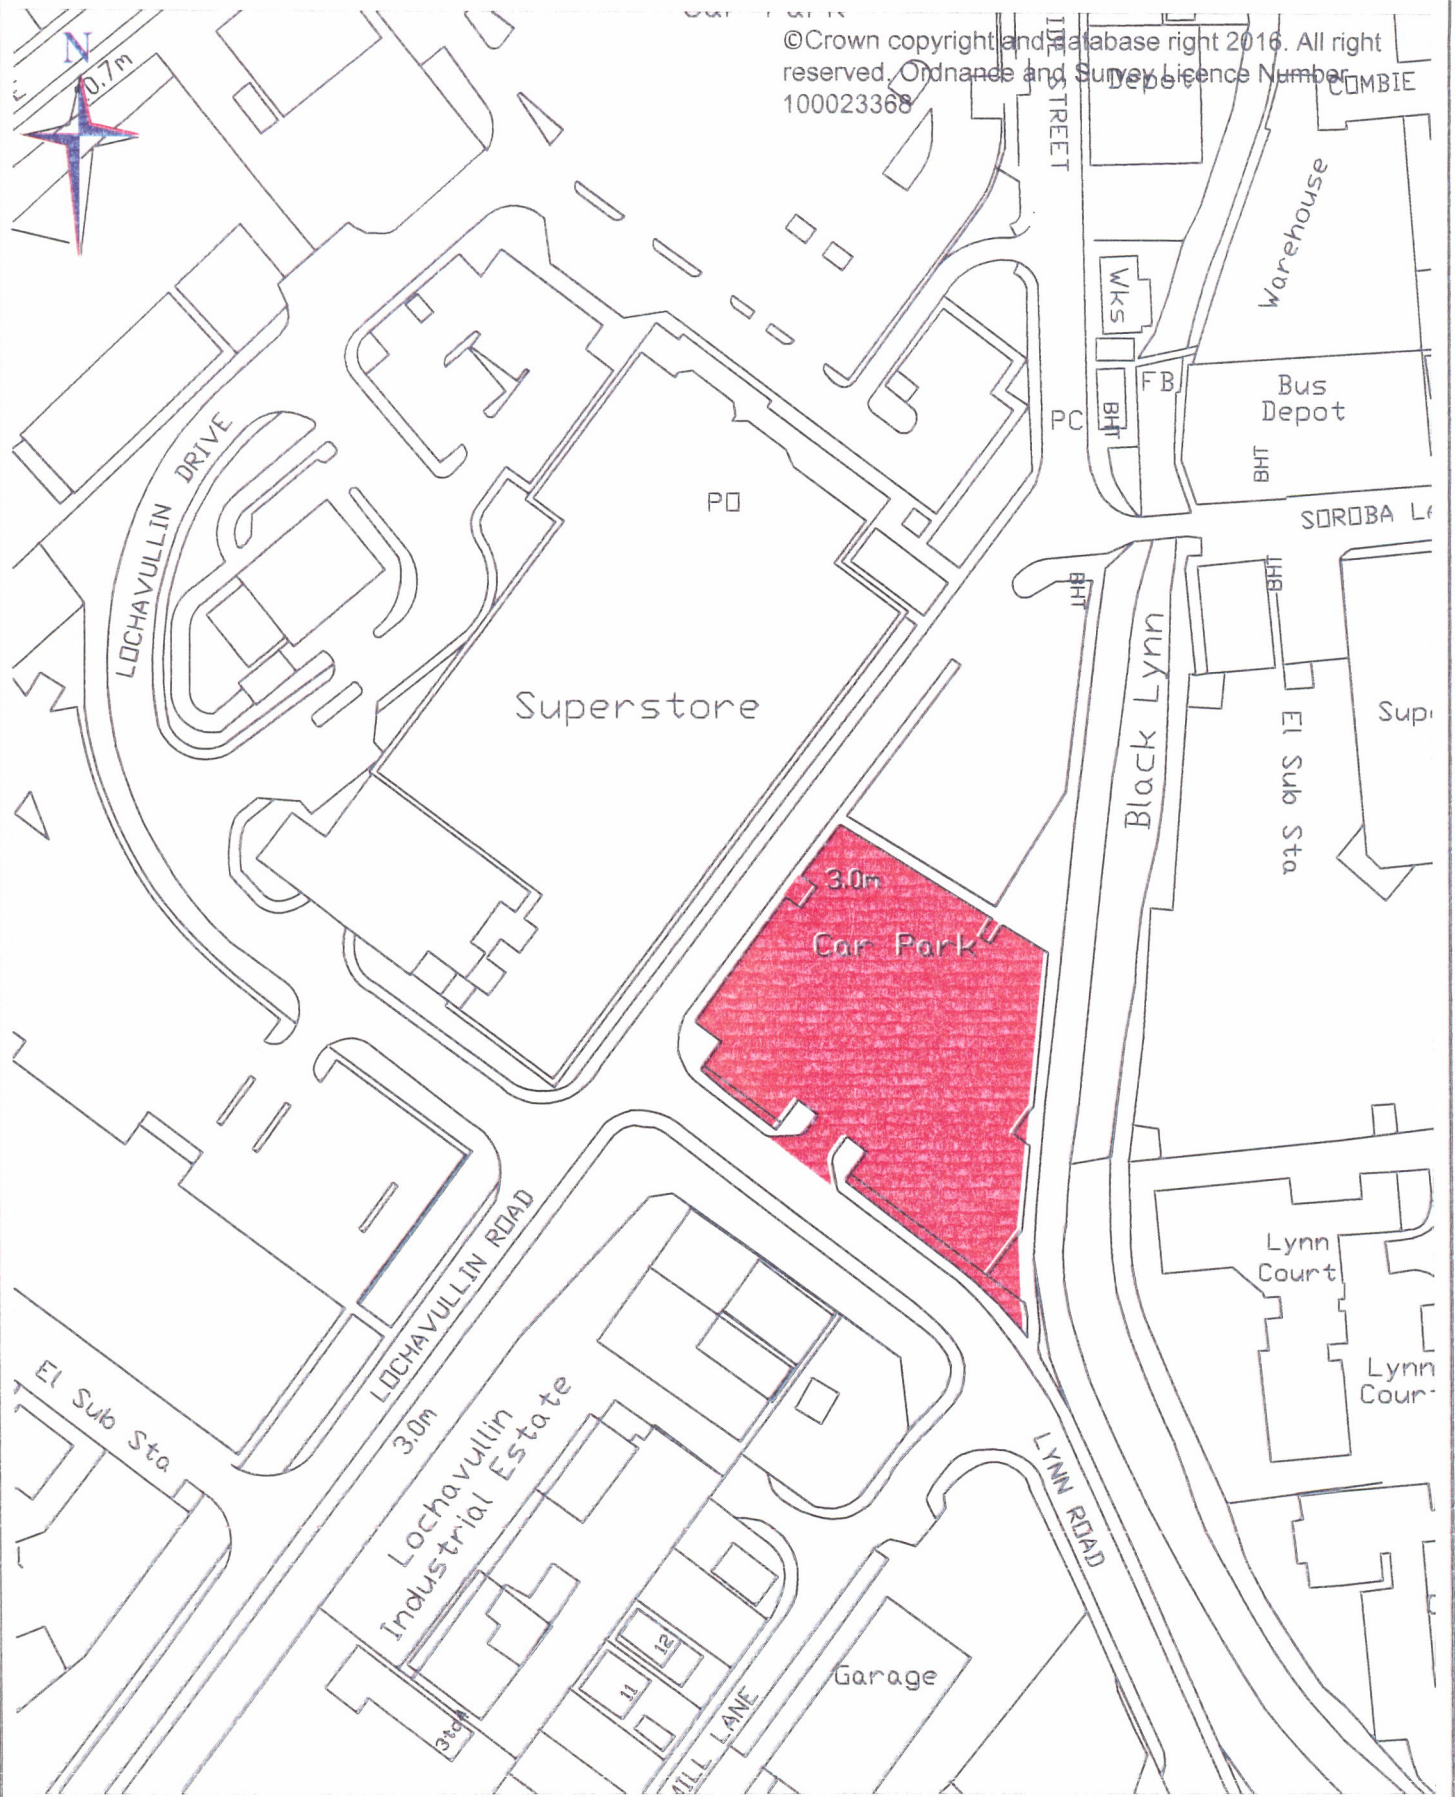 Car Park
©Crown copyright and database right 2016. All right
reserved. Ordnance and Survey Licence Number
100023368
N
0.7m
STREET
Depot
COMBIE
Warehouse
Wks
FB
Bus
Depot
PC
BHT
BHT
SOROBA
LOCHAVULLIN DRIVE
PO
BHT
BHT
Black Lynn
Superstore
El Sub Sta
3.0m
Car Park
Lynn
Court
LOCHAVULLIN ROAD
Lynn
El Sub Sta
3.0m
Lochavullin
Industrial Estate
LYNN ROAD
12
11
Garage
LANE